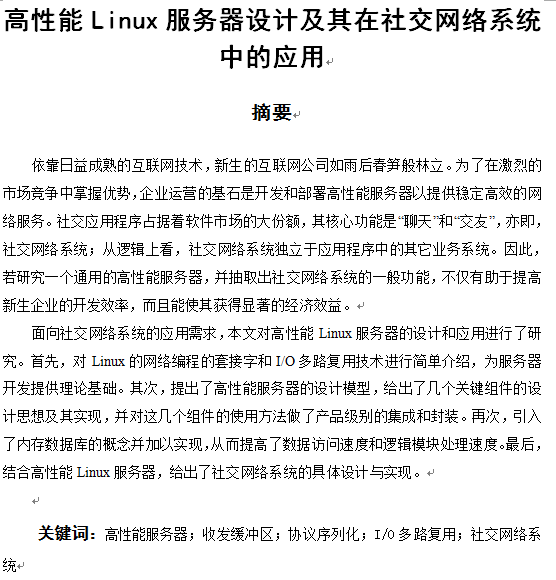 高性能 Linux 服务器设计及其在社交网络系统
中的应用
摘要
依靠日益成熟的互联网技术，新生的互联网公司如雨后春笋般林立。为了在激烈的
市场竞争中掌握优势，企业运营的基石是开发和部署高性能服务器以提供稳定高效的网
络服务。社交应用程序占据着软件市场的大份额，其核心功能是“聊天”和“交友”，亦即，
社交网络系统；从逻辑上看，社交网络系统独立于应用程序中的其它业务系统。因此，
若研究一个通用的高性能服务器，并抽取出社交网络系统的一般功能，不仅有助于提高
新生企业的开发效率，而且能使其获得显著的经济效益。
面向社交网络系统的应用需求，本文对高性能 Linux 服务器的设计和应用进行了研
究。首先，对 Linux 的网络编程的套接字和 I/O 多路复用技术进行简单介绍，为服务器
开发提供理论基础。其次，提出了高性能服务器的设计模型，给出了几个关键组件的设
计思想及其实现，并对这几个组件的使用方法做了产品级别的集成和封装。再次，引入
了内存数据库的概念并加以实现，从而提高了数据访问速度和逻辑模块处理速度。最后，
结合高性能 Linux 服务器，给出了社交网络系统的具体设计与实现。
关键词：高性能服务器；收发缓冲区；协议序列化；I/O 多路复用；社交网络系
统